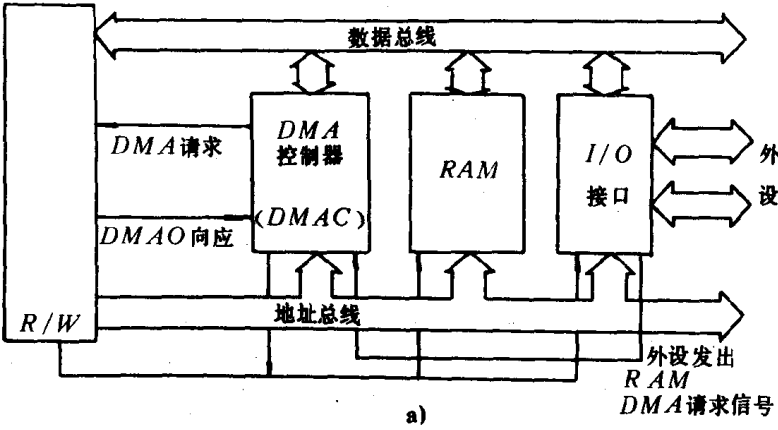 数据总线
DMA请求
DMA
控制器
(DMAC)
RAM
I/O
接口
外
设
DMAO向应
地址总线
R/W
外设发出
RAM
DMA请求信号
a)